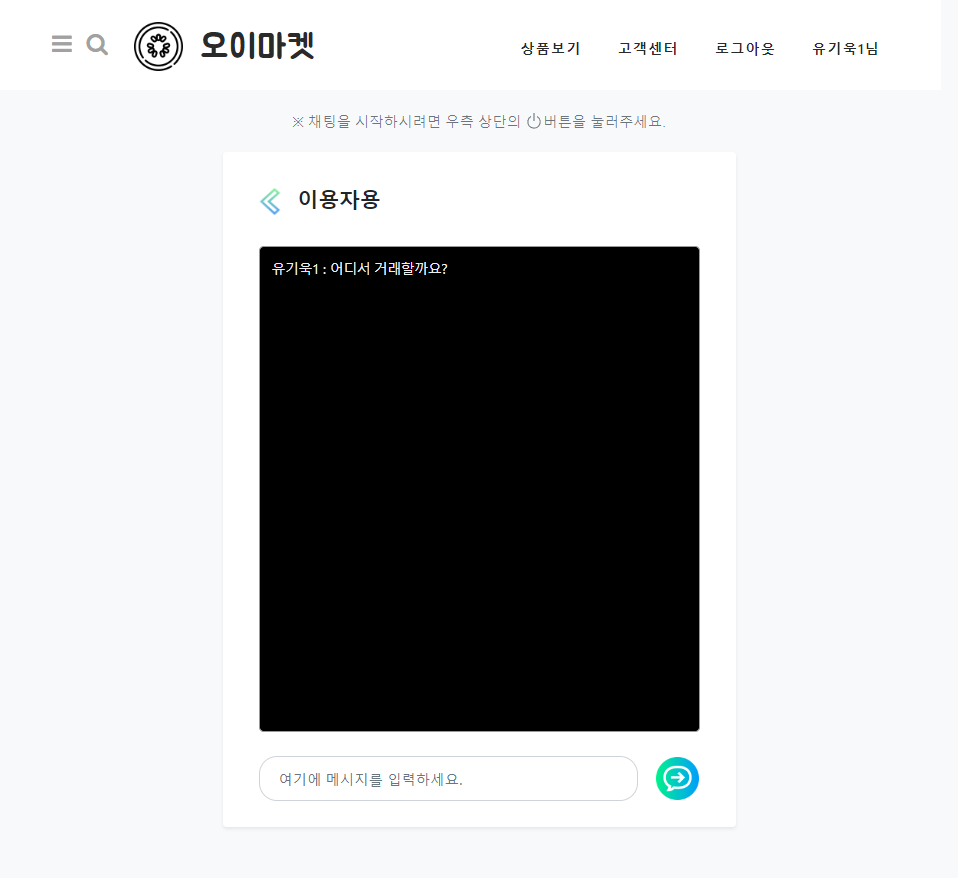 오이마켓 상품보기 고객센터 로그아웃 유기욱1님
※ 채팅을 시작하시려면 우측 상단의 ⏻버튼을 눌러주세요.
이용자용
유기욱1 : 어디서 거래할까요?
여기에 메시지를 입력하세요.